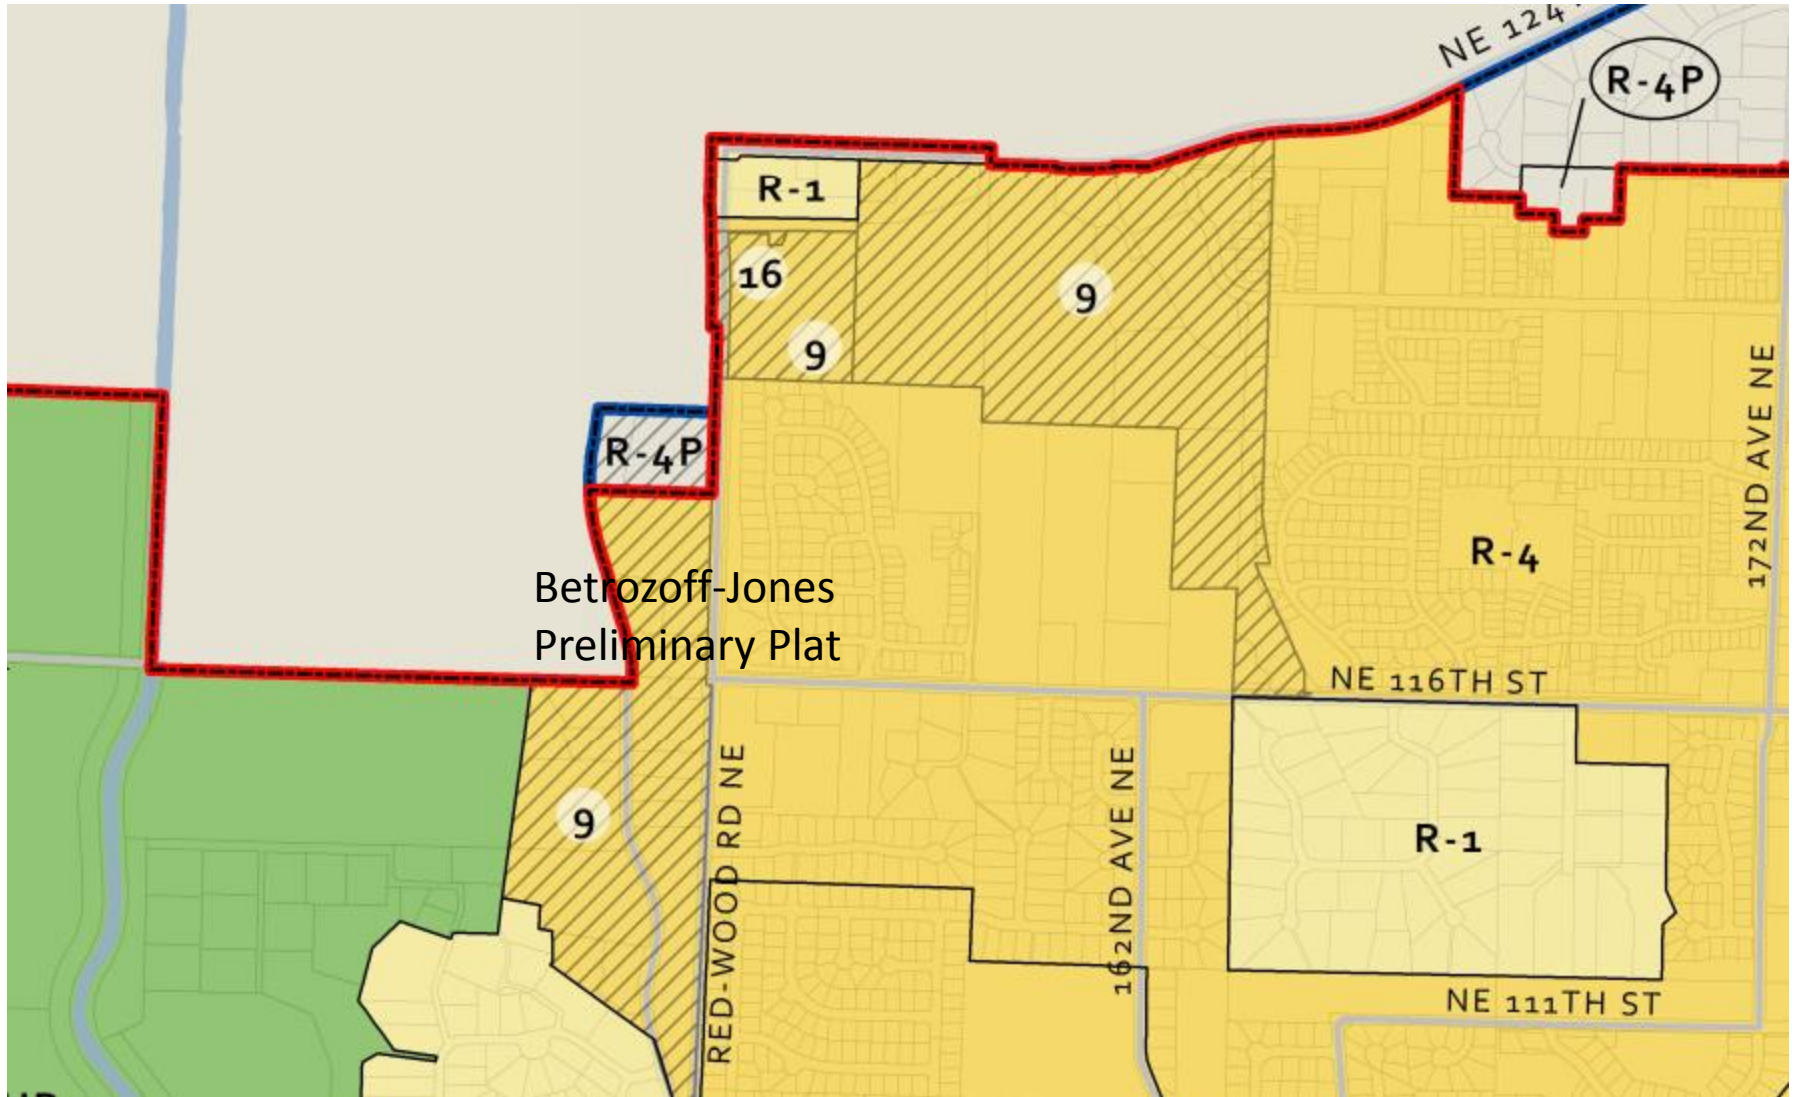 NE 124
R-4P
R-1
16
9
9
R-4P
172ND AVE NE
R-4
Betrozoff-Jones
Preliminary Plat
NE 116TH ST
RED-WOOD RD NE
162ND AVE NE
9
R-1
NE 111TH ST